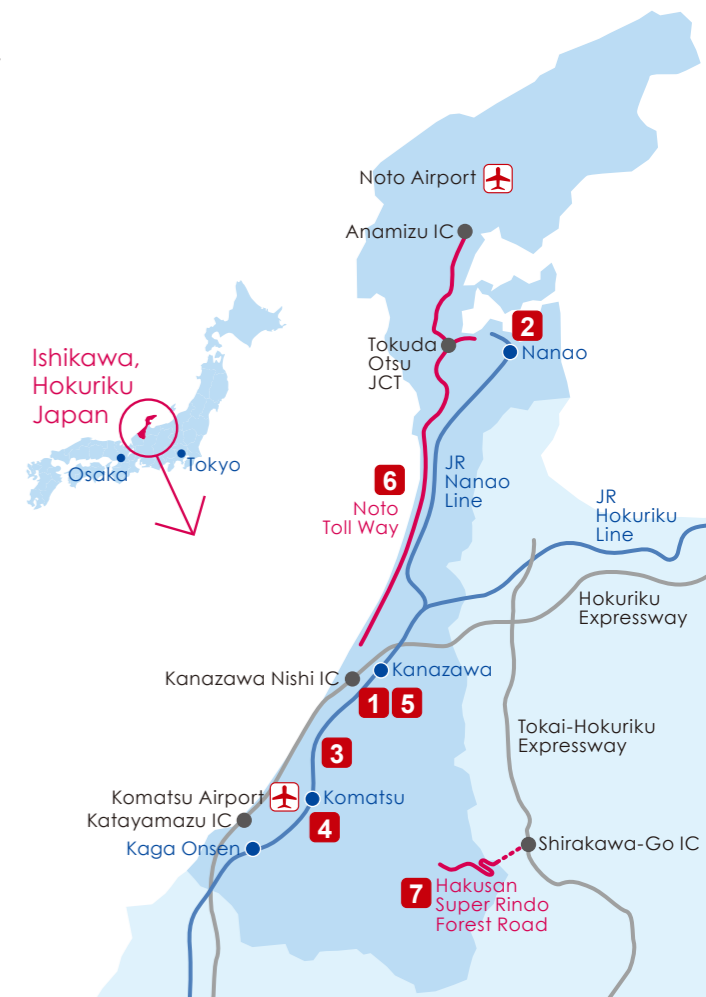 Noto Airport
Anamizu IC
2
Tokuda
Otsu
JCT
Nanao
Ishikawa,
Hokuriku
Japan
Osaka
Tokyo
6
Noto
Toll Way
JR
Nanao
Line
JR
Hokuriku
Line
Hokuriku
Expressway
Kanazawa Nishi IC
Kanazawa
1 5
Tokai-Hokuriku
Expressway
3
Komatsu Airport
Komatsu
Katayamazu IC
4
Kaga Onsen
Shirakawa-Go IC
7
Hakusan
Super Rindo
Forest Road